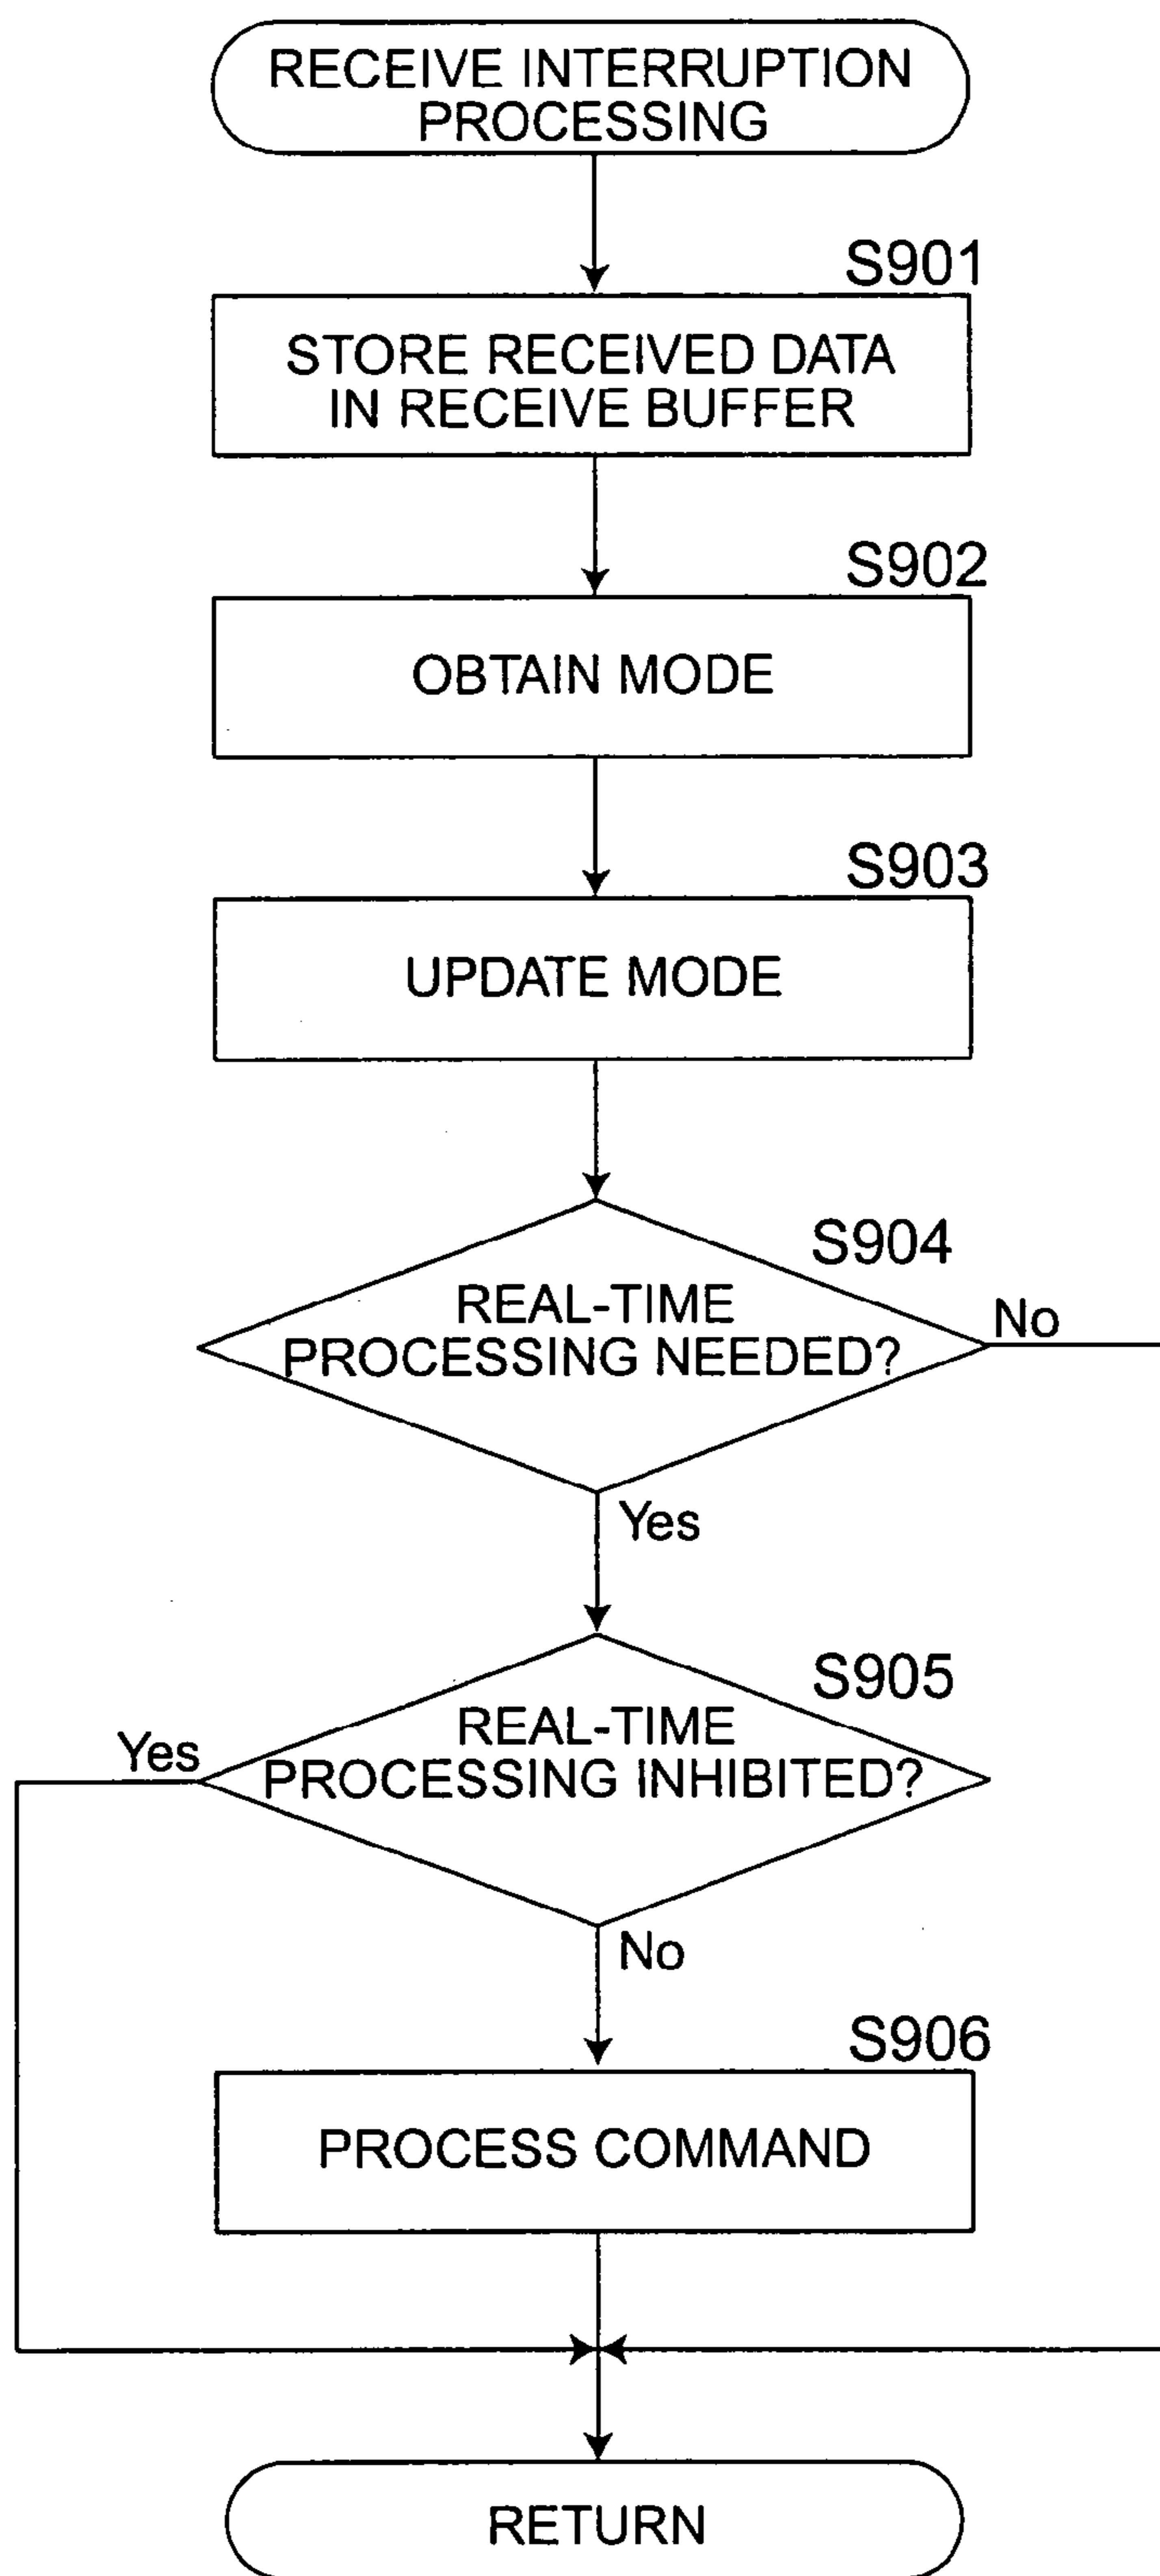 RECEIVE INTERRUPTION
PROCESSING
S901
STORE RECEIVED DATA
IN RECEIVE BUFFER
S902
OBTAIN MODE
S903
UPDATE MODE
S904
REAL-TIME
PROCESSING NEEDED?
No
Yes
S905
REAL-TIME
PROCESSING INHIBITED?
Yes
No
S906
PROCESS COMMAND
RETURN